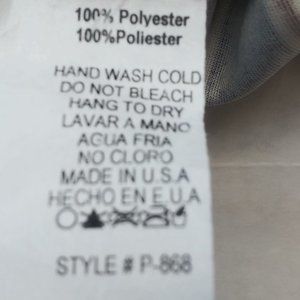 100% Polyester
100%Poliester
HAND WASH COLD
DO NOT BLEACH
HANG TO DRY
LAVAR A MANO
AGUA FRIA
NO CLORO
MADE IN U.S.A
HECHO EN E.U.A
STYLE # P-868